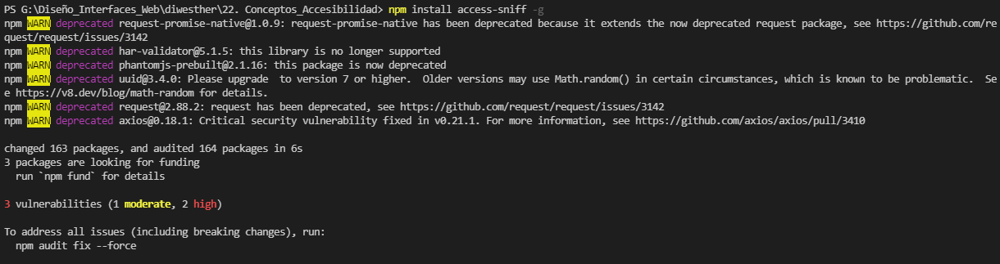 PS G:\Diseño_Interfaces_Web\diwesther\22. Conceptos_Accesibilidad> npm install access-sniff -g
npm WARN deprecated request-promise-native@1.0.9: request-promise-native has been deprecated because it extends the now deprecated request package, see https://github.com/re
quest/request/issues/3142
npm WARN deprecated har-validator@5.1.5: this library is no longer supported
npm WARN deprecated phantomjs-prebuilt@2.1.16: this package is now deprecated
npm WARN deprecated uuid@3.4.0: Please upgrade  to version 7 or higher.  Older versions may use Math.random() in certain circumstances, which is known to be problematic.  Se
e https://v8.dev/blog/math-random for details.
npm WARN deprecated request@2.88.2: request has been deprecated, see https://github.com/request/request/issues/3142
npm WARN deprecated axios@0.18.1: Critical security vulnerability fixed in v0.21.1. For more information, see https://github.com/axios/axios/pull/3410
changed 163 packages, and audited 164 packages in 6s
3 packages are looking for funding
  run `npm fund` for details
3 vulnerabilities (1 moderate, 2 high)
To address all issues (including breaking changes), run:
  npm audit fix --force